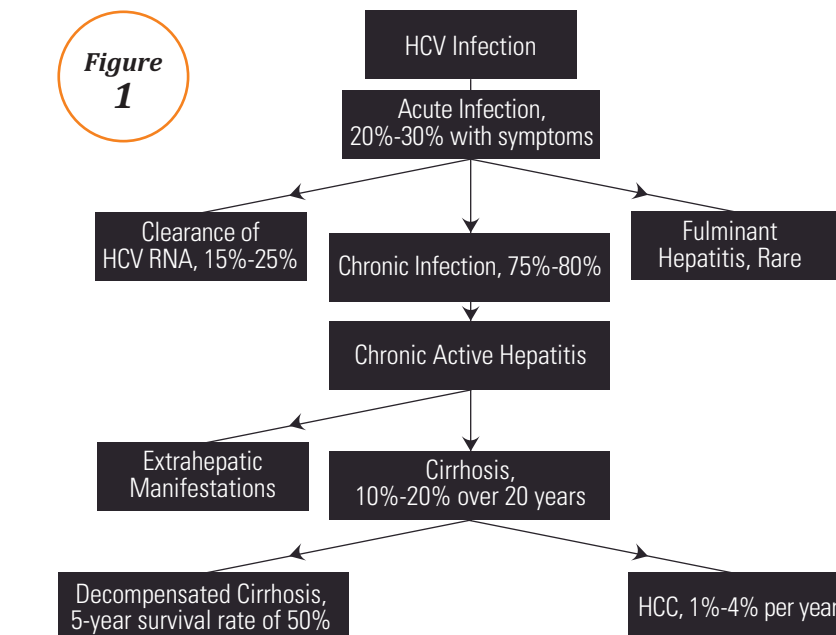 Figure
1
HCV Infection
Acute Infection,
20%-30% with symptoms
Clearance of
HCV RNA, 15%-25%
Chronic Infection, 75%-80%
Fulminant
Hepatitis, Rare
Chronic Active Hepatitis
Extrahepatic
Manifestations
Cirrhosis,
10%-20% over 20 years
Decompensated Cirrhosis,
5-year survival rate of 50%
HCC, 1%-4% per year